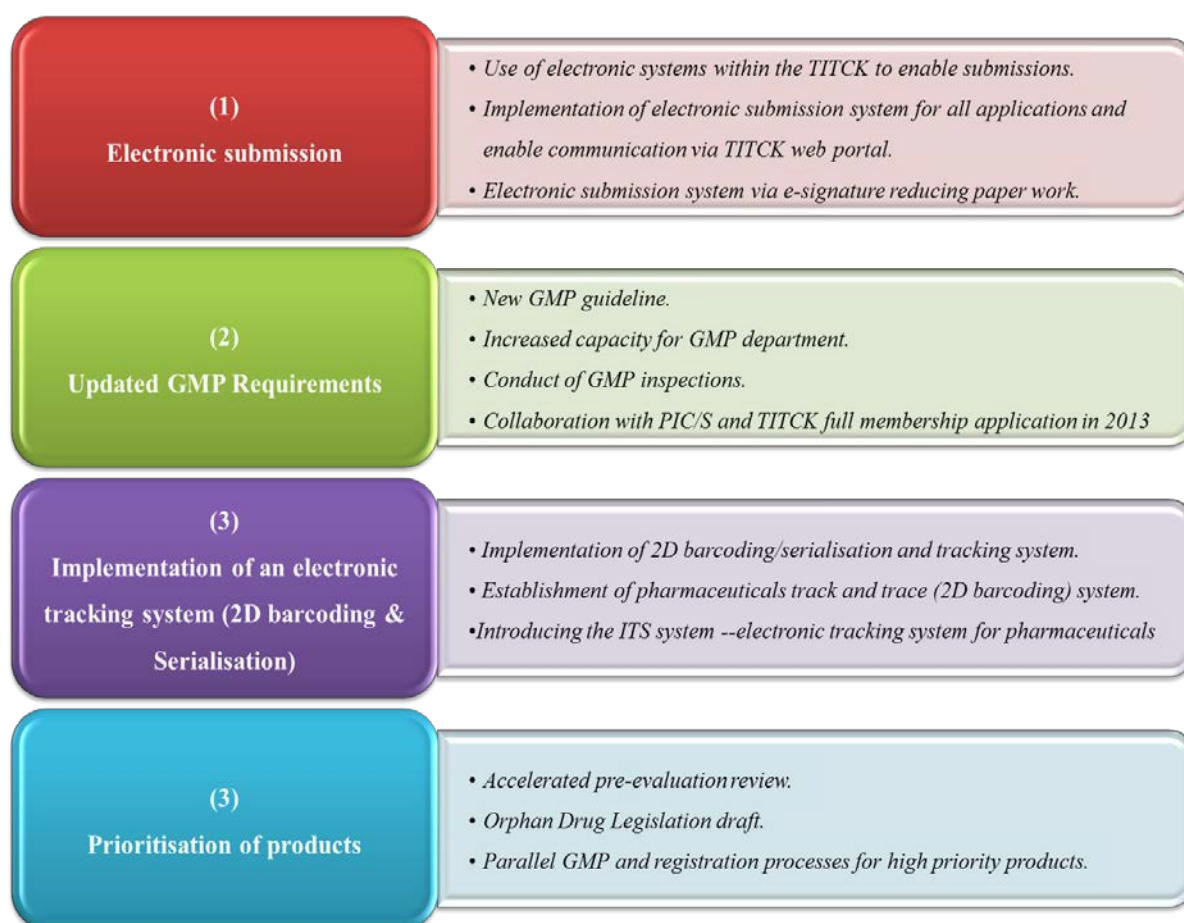 (1)
Electronic submission
• Use of electronic systems within the TITCK to enable submissions.
• Implementation of electronic submission system for all applications and
enable communication via TITCK web portal.
• Electronic submission system via e-signature reducing paper work.
(2)
Updated GMP Requirements
• New GMP guideline.
• Increased capacity for GMP department.
• Conduct of GMP inspections.
• Collaboration with PIC/S and TITCK full membership application in 2013
(3)
Implementation of an electronic
tracking system (2D barcoding &
Serialisation)
• Implementation of 2D barcoding/serialisation and tracking system.
• Establishment of pharmaceuticals track and trace (2D barcoding) system.
•Introducing the ITS system --electronic tracking system for pharmaceuticals
(3)
Prioritisation of products
• Accelerated pre-evaluation review.
• Orphan Drug Legislation draft.
• Parallel GMP and registration processes for high priority products.